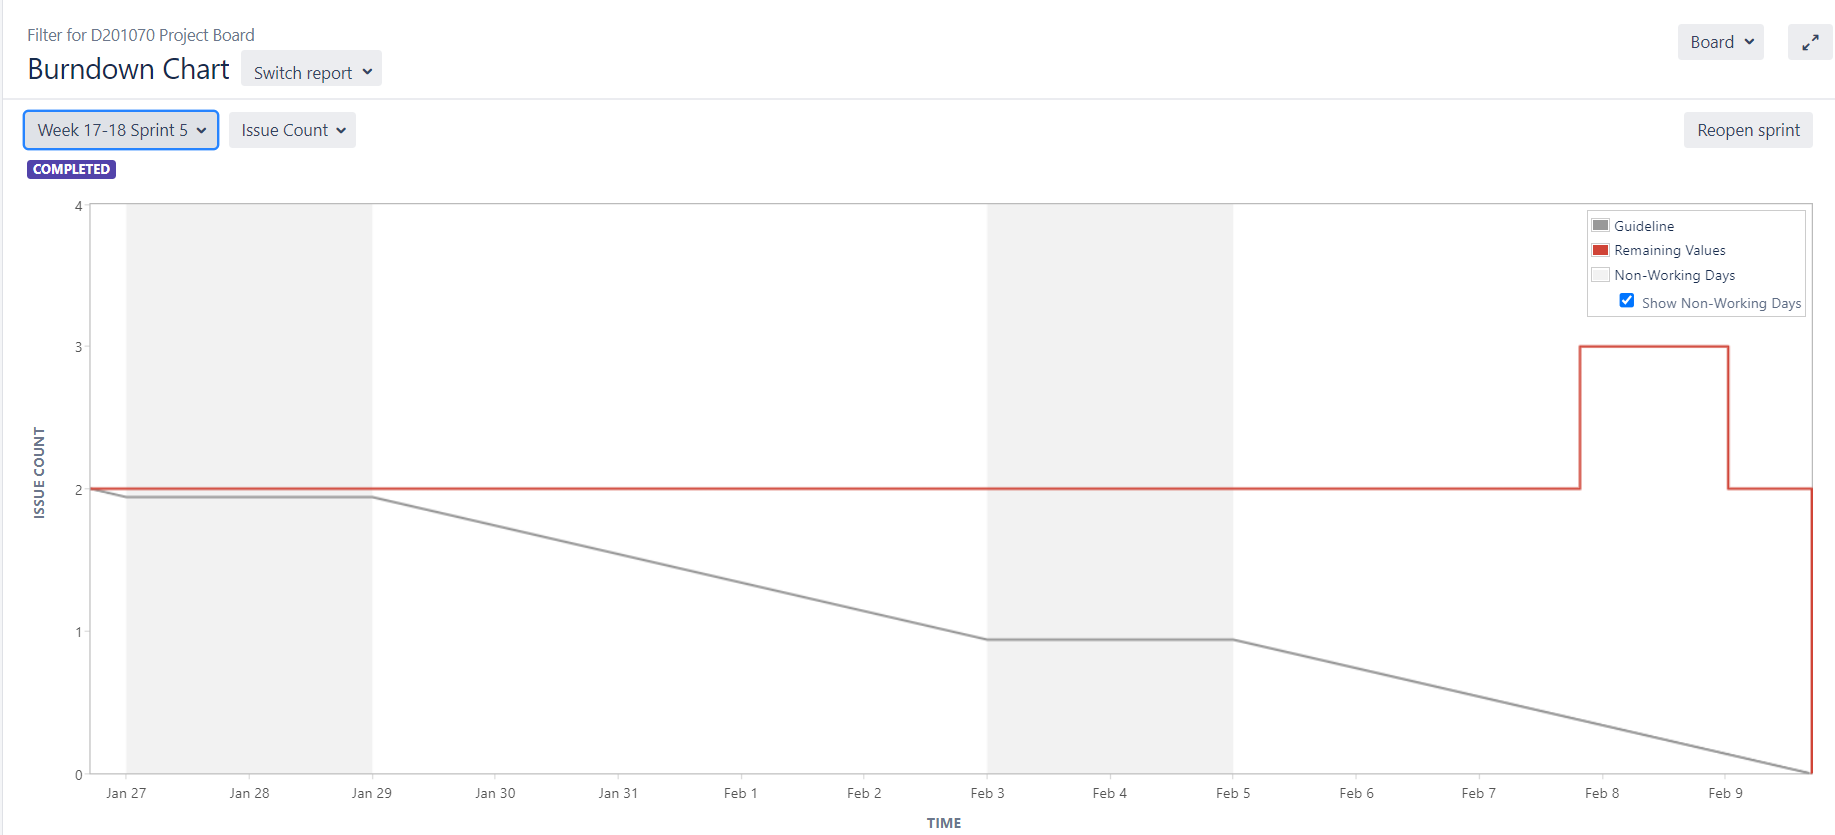 Filter for D201070 Project Board
Burndown Chart
Switch report
Board
Week 17-18 Sprint 5
Issue Count
Reopen sprint
COMPLETED
Guideline
Remaining Values
Non-Working Days
Show Non-Working Days
4
3
2
1
0
ISSUE COUNT
Jan 27 Jan 28 Jan 29 Jan 30 Jan 31 Feb 1 Feb 2 Feb 3 Feb 4 Feb 5 Feb 6 Feb 7 Feb 8 Feb 9
TIME